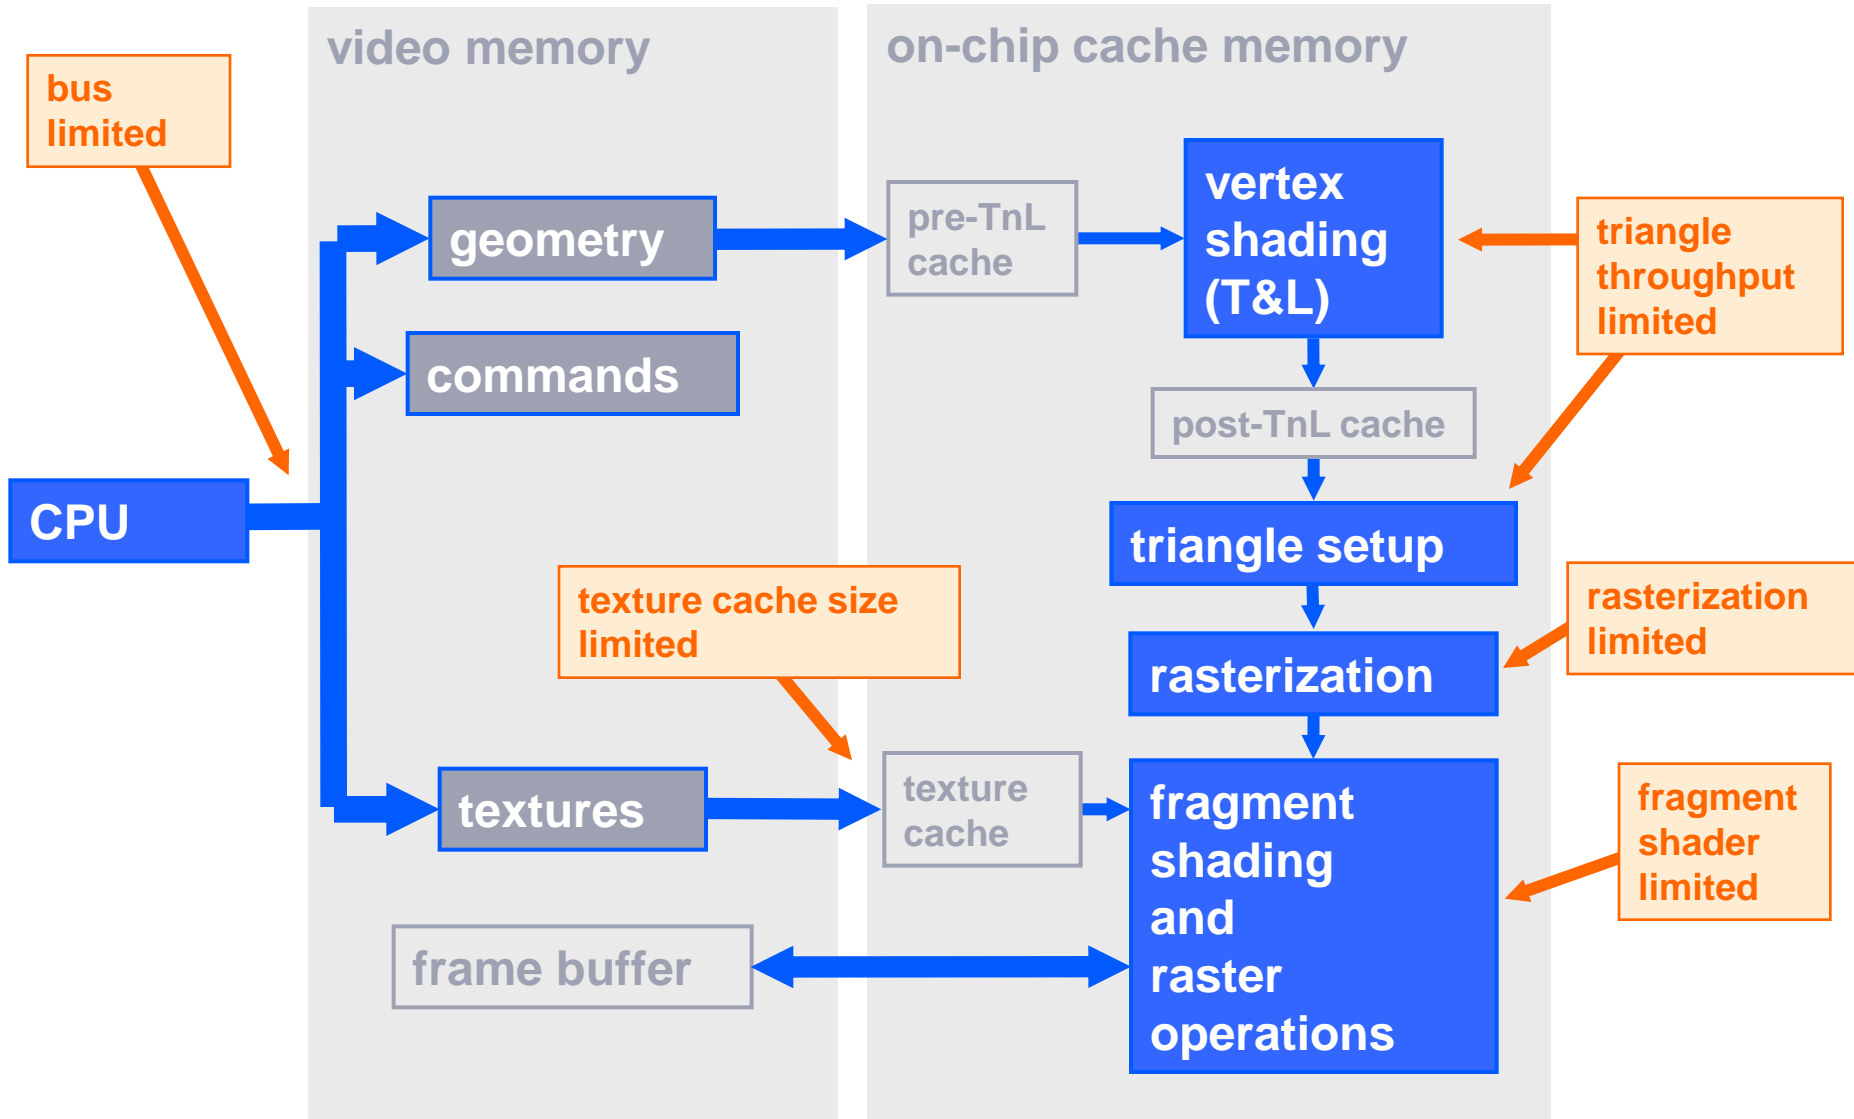 video memory
on-chip cache memory
bus
limited
geometry
pre-TnL
cache
vertex
shading
(T&L)
triangle
throughput
limited
commands
post-TnL cache
CPU
triangle setup
texture cache size
limited
rasterization
limited
rasterization
textures
texture
cache
fragment
shading
and
raster
operations
fragment
shader
limited
frame buffer